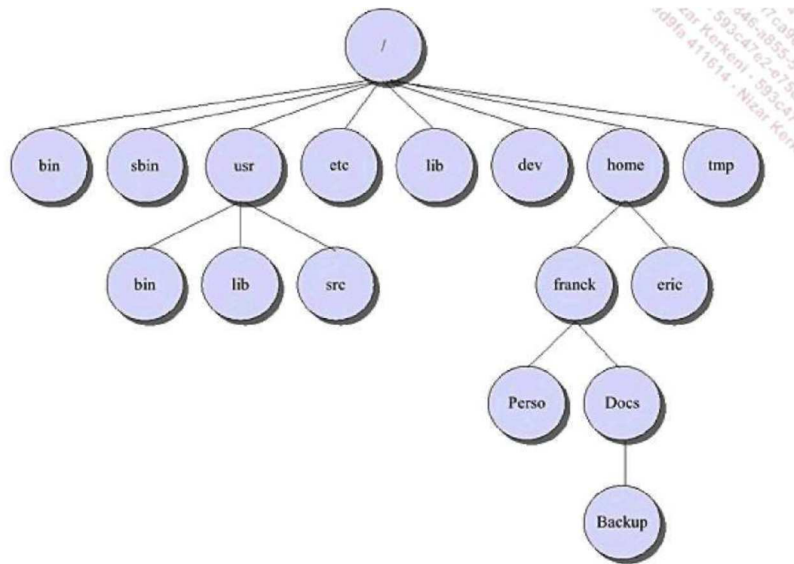 /
bin sbin usr etc lib dev home tmp
bin lib src franck eric
Perso Docs
Backup